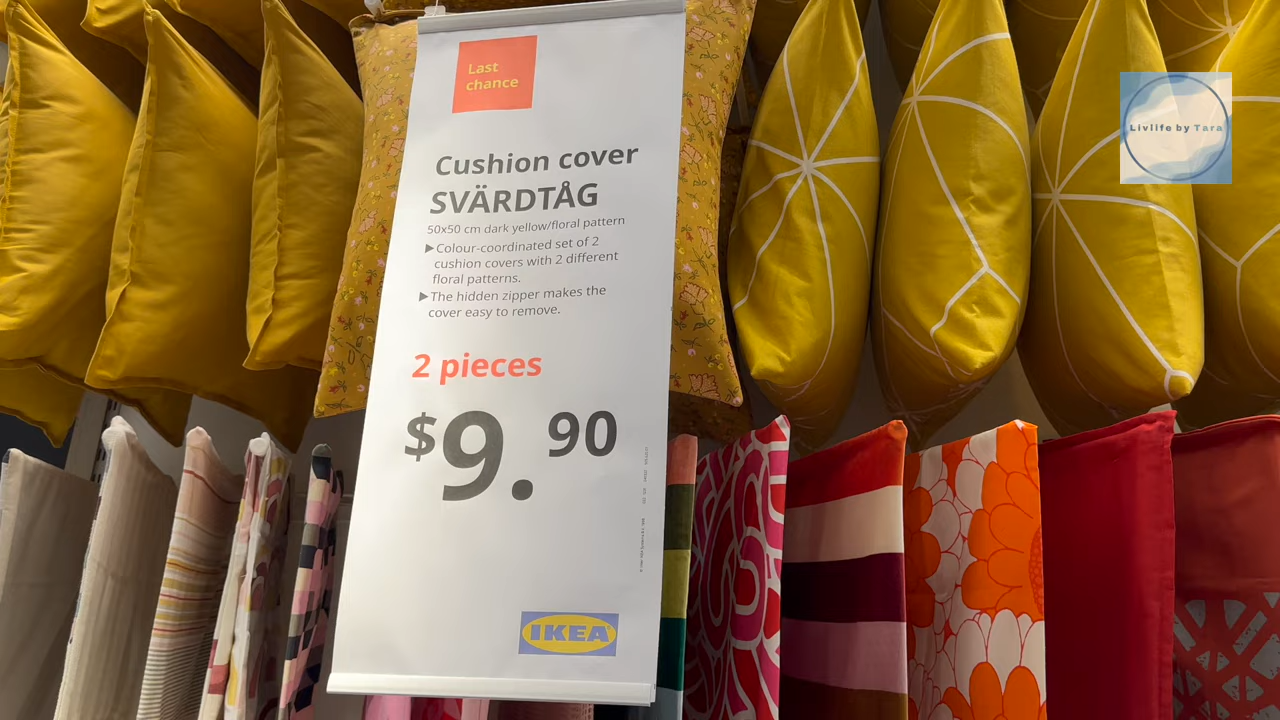 Last
chance
Livlife by Tara
Cushion cover
SVÄRDTÅG
50x50 cm dark yellow/floral pattern
▶Colour-coordinated set of 2
cushion covers with 2 different
floral patterns.
▶The hidden zipper makes the
cover easy to remove.
2 pieces
$9.90
IKEA